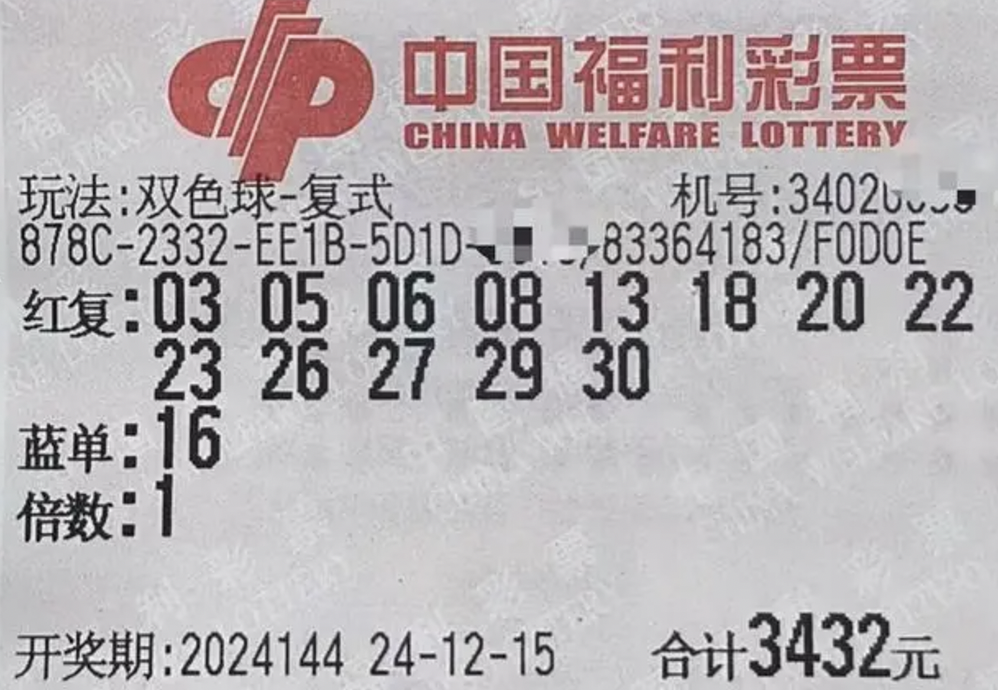 中国福利彩票
CHINA WELFARE LOTTERY
玩法:双色球-复式 机号:34020
878C-2332-EE1B-5D1D- /83364183/F0D0E
红复:03 05 06 08 13 18 20 22
23 26 27 29 30
蓝单:16
倍数:1
开奖期:2024144 24-12-15 合计3432元